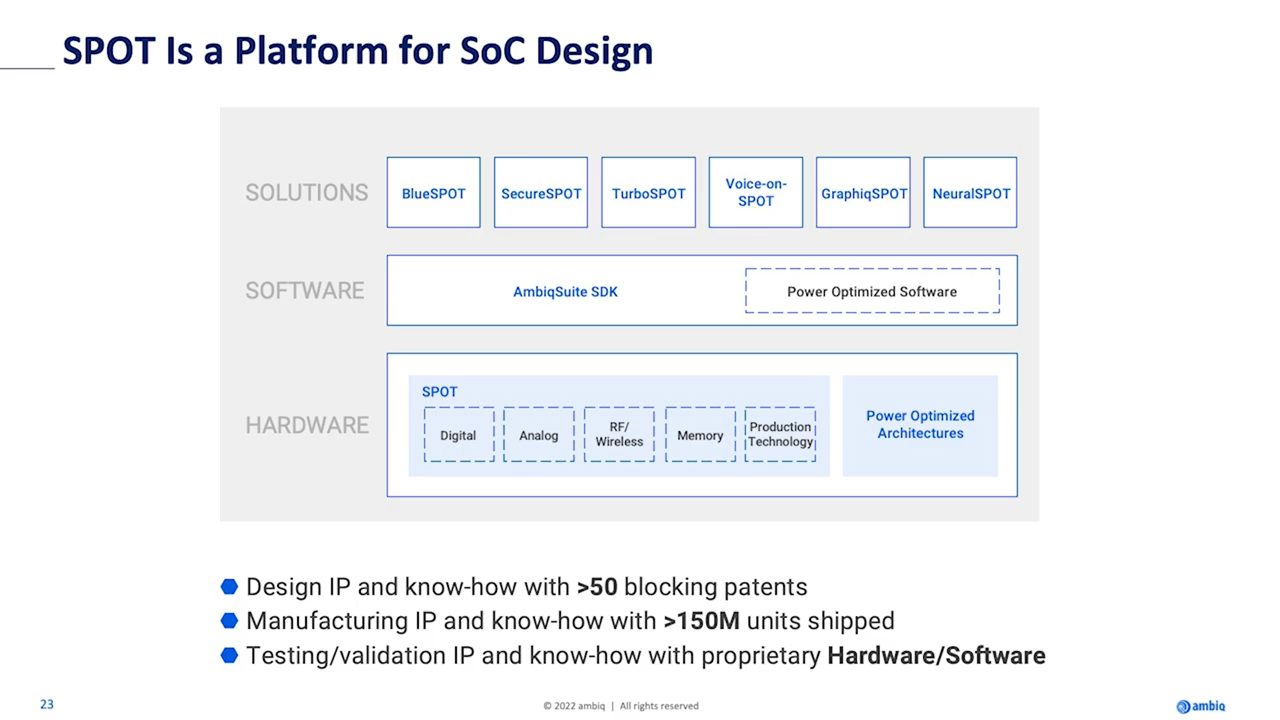 SPOT Is a Platform for SoC Design
SOLUTIONS
BlueSPOT
SecureSPOT
TurboSPOT
Voice-on-
SPOT
GraphiqSPOT
NeuralSPOT
SOFTWARE
AmbiqSuite SDK
Power Optimized Software
HARDWARE
SPOT
Digital
Analog
RF/
Wireless
Memory
Production
Technology
Power Optimized
Architectures
Design IP and know-how with >50 blocking patents
Manufacturing IP and know-how with >150M units shipped
Testing/validation IP and know-how with proprietary Hardware/Software
23
© 2022 ambiq | All rights reserved
ambiq